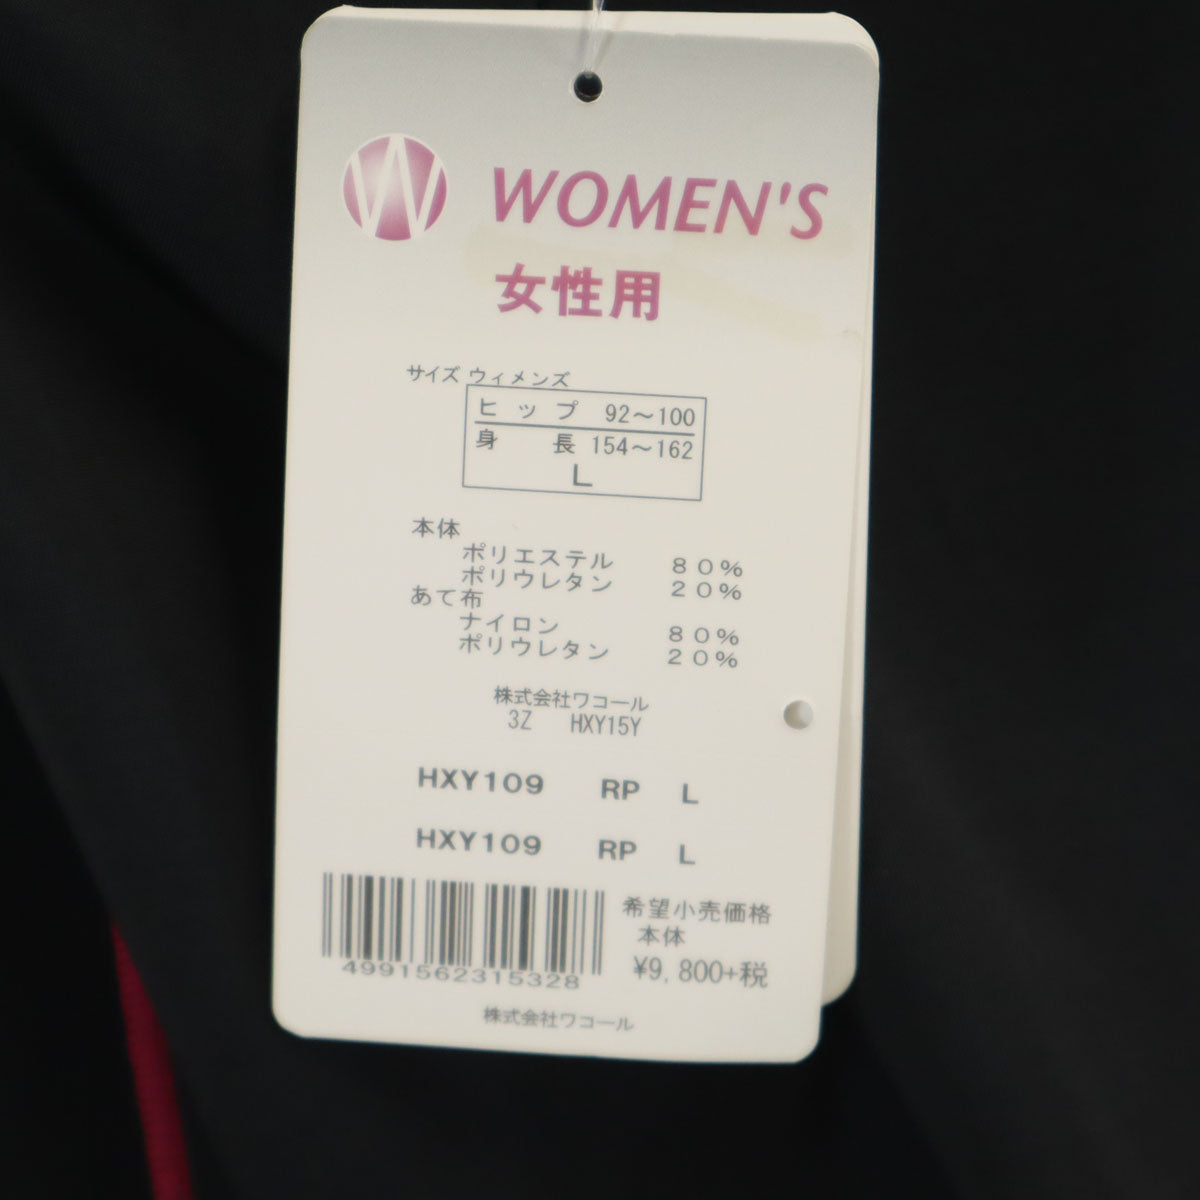 W WOMEN'S
女性用
サイズ ウィメンズ
ヒップ 92～100
身長 154～162
L
本体
ポリエステル 80%
ポリウレタン 20%
あて布
ナイロン 80%
ポリウレタン 20%
株式会社ワコール
3Z HXY15Y
HXY109 RP L
HXY109 RP L
希望小売価格
本体
¥9,800+税
4991562315328
株式会社ワコール